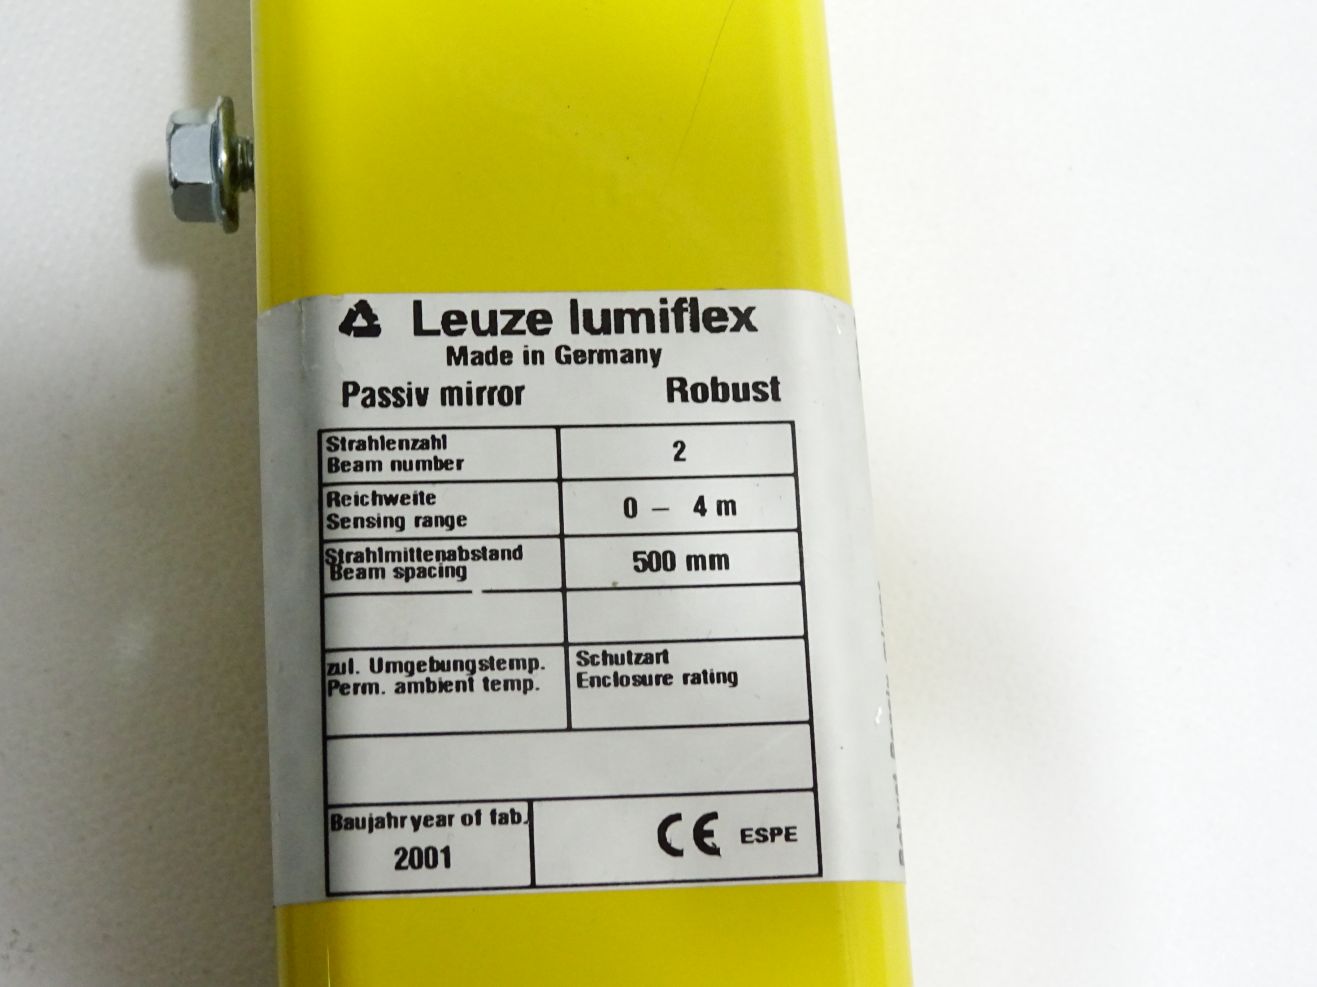 Leuze lumiflex
Made in Germany
Passiv mirror Robust
Strahlenzahl
Beam number
2
Reichweite
Sensing range
0 – 4 m
Strahlmittenabstand
Beam spacing
500 mm
zul. Umgebungstemp.
Perm. ambient temp.
Schutzart
Enclosure rating
Baujahr year of fab.
2001
CE ESPE